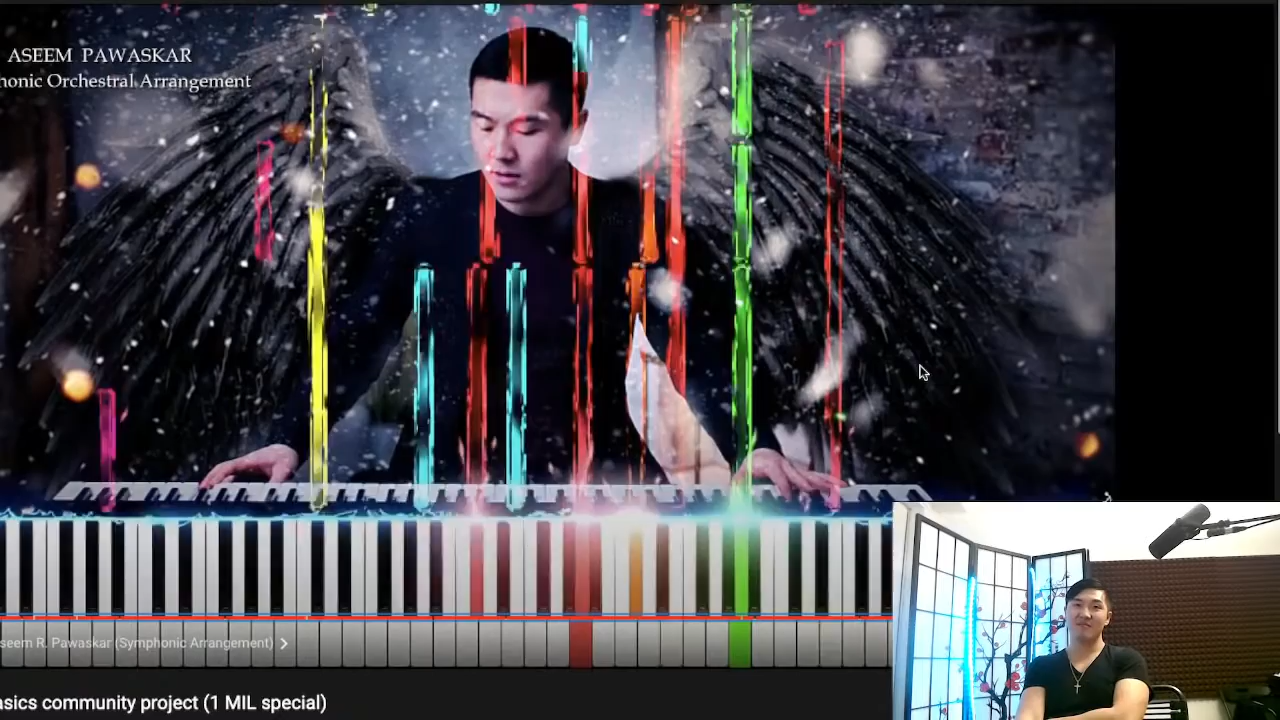 ASEEM PAWASKAR
honic Orchestral Arrangement
seem R. Pawaskar (Symphonic Arrangement)
asics community project (1 MIL special)